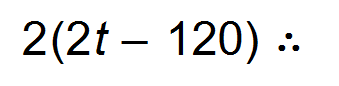 2(2t – 120) ∴